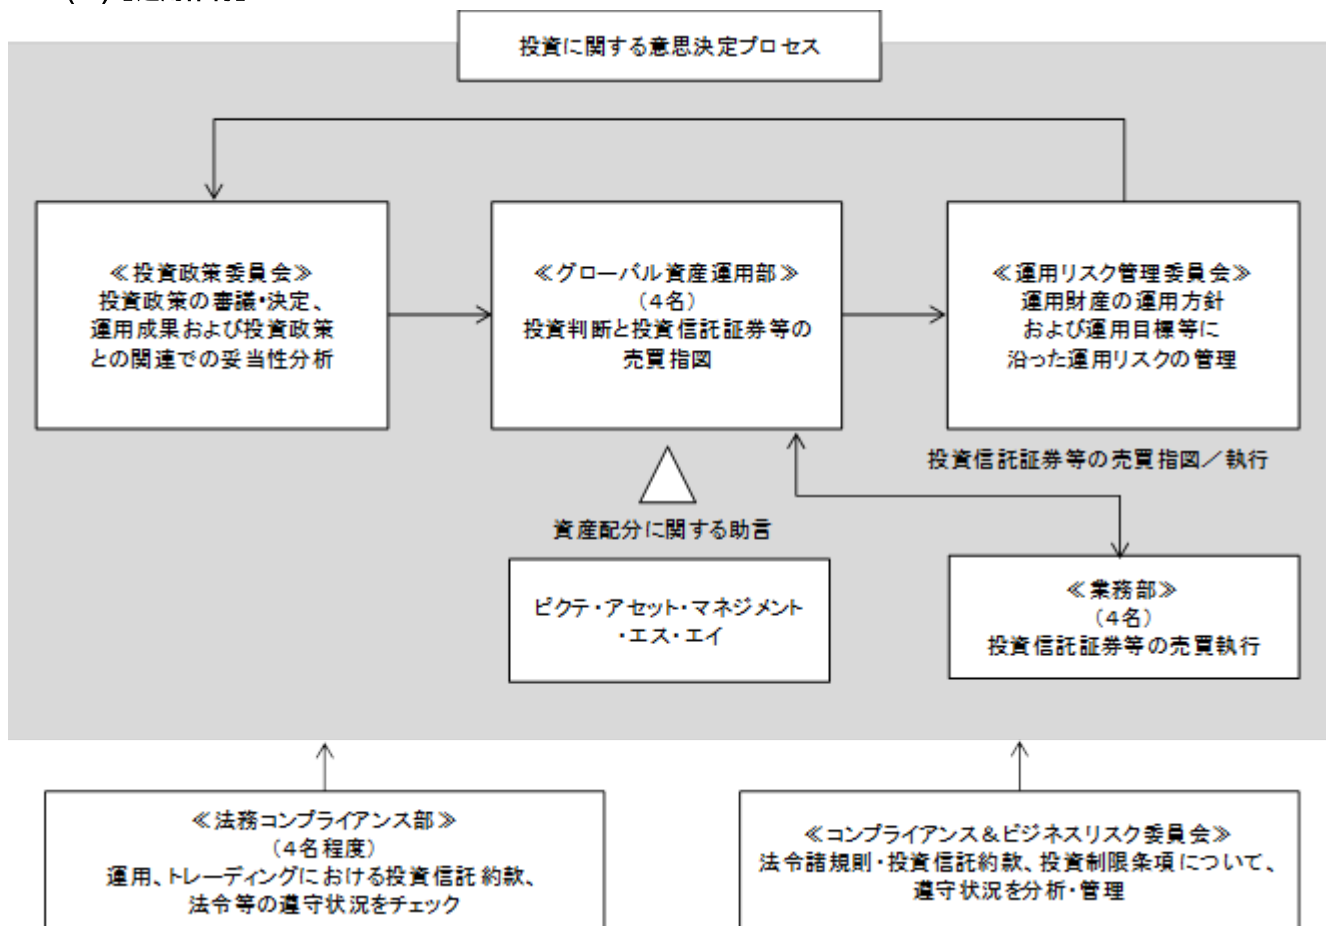 投資に関する意思決定プロセス
≪投資政策委員会≫
投資政策の審議・決定、
運用成果および投資政策
との関連での妥当性分析
≪グローバル資産運用部≫
（4名）
投資判断と投資信託証券等の
売買指図
≪運用リスク管理委員会≫
運用財産の運用方針
および運用目標等に
沿った運用リスクの管理
投資信託証券等の売買指図／執行
資産配分に関する助言
ピクテ・アセット・マネジメント
・エス・エイ
≪業務部≫
（4名）
投資信託証券等の売買執行
≪法務コンプライアンス部≫
（4名程度）
運用、トレーディングにおける投資信託約款、
法令等の遵守状況をチェック
≪コンプライアンス＆ビジネスリスク委員会≫
法令諸規則・投資信託約款、投資制限条項について、
遵守状況を分析・管理